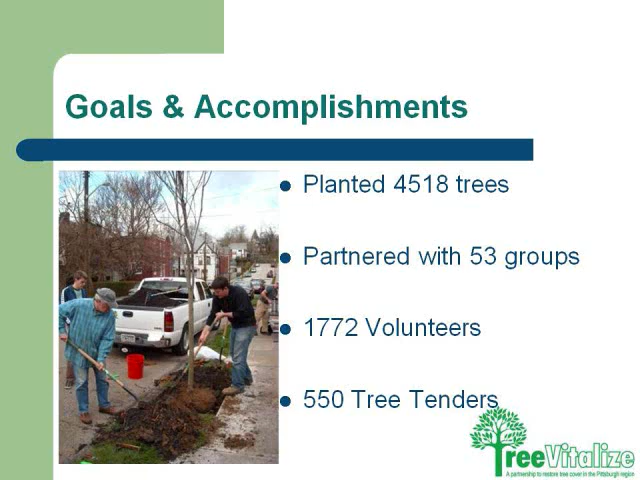 Goals & Accomplishments
Planted 4518 trees
Partnered with 53 groups
1772 Volunteers
550 Tree Tenders
TreeVitalize
A partnership to restore tree cover in the Pittsburgh region